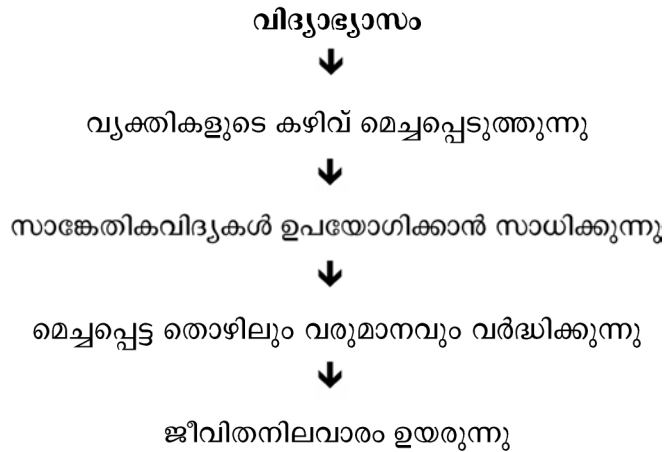 വിദ്യാഭ്യാസം
വ്യക്തികളുടെ കഴിവ് മെച്ചപ്പെടുത്തുന്നു
സാങ്കേതികവിദ്യകൾ ഉപയോഗിക്കാൻ സാധിക്കുന്നു
മെച്ചപ്പെട്ട തൊഴിലും വരുമാനവും വർദ്ധിക്കുന്നു
ജീവിതനിലവാരം ഉയരുന്നു